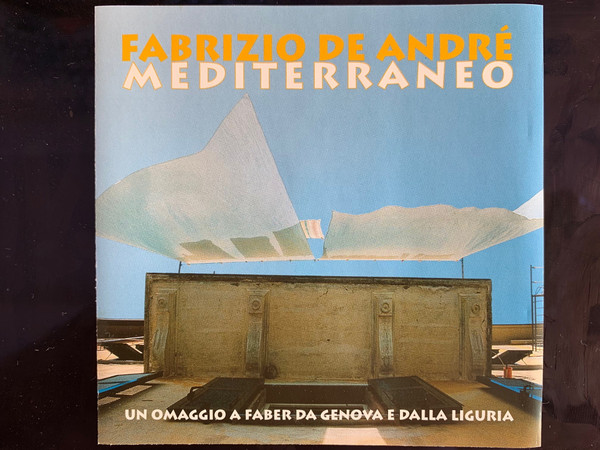 FABRIZIO DE ANDRÉ
MEDITERRANEO
UN OMAGGIO A FABER DA GENOVA E DALLA LIGURIA